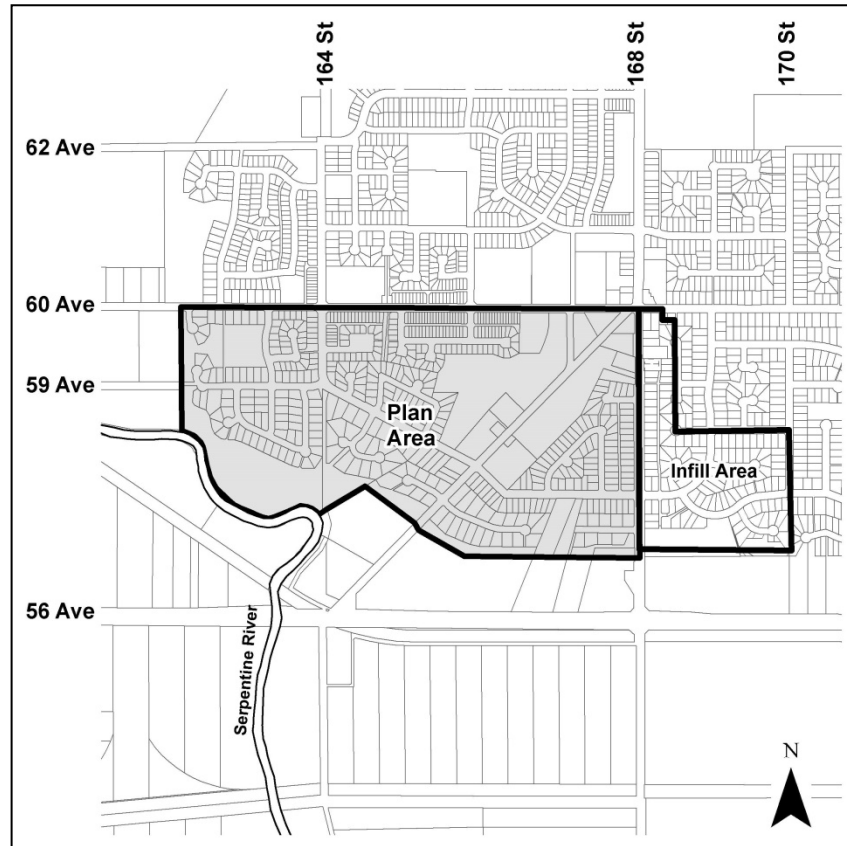 164 St
168 St
170 St
62 Ave
60 Ave
59 Ave
Plan
Area
Infill Area
56 Ave
Serpentine River
N